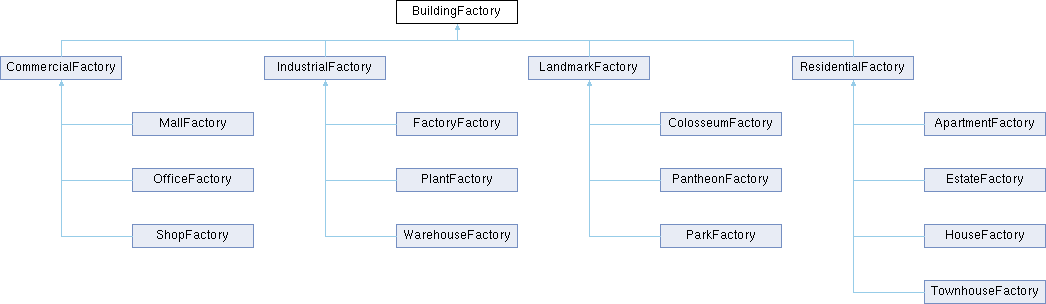 BuildingFactory
CommercialFactory
IndustrialFactory
LandmarkFactory
ResidentialFactory
MallFactory
FactoryFactory
ColosseumFactory
ApartmentFactory
OfficeFactory
PlantFactory
PantheonFactory
EstateFactory
ShopFactory
WarehouseFactory
ParkFactory
HouseFactory
TownhouseFactory